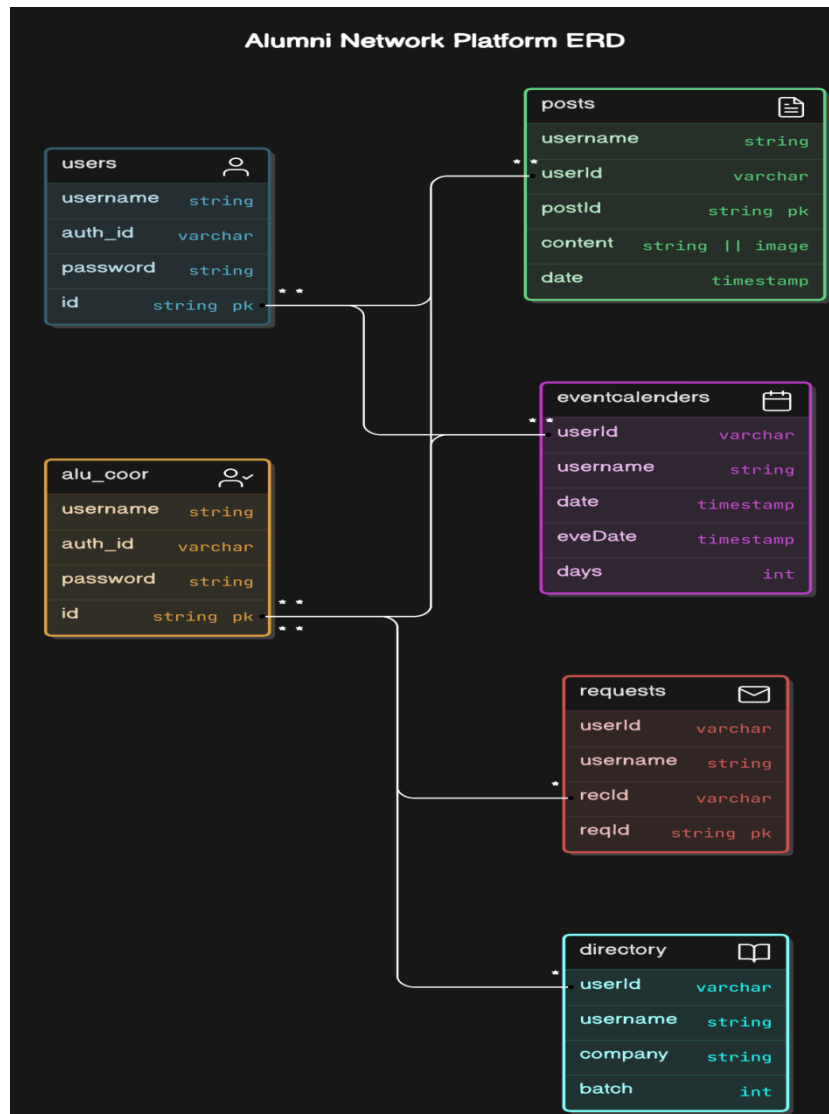 Alumni Network Platform ERD
posts
username string
* *
userId varchar
postId string pk
content string || image
date timestamp
users
username string
auth_id varchar
password string
id string pk
* *
eventcalenders
* *
userId varchar
username string
date timestamp
eveDate timestamp
days int
alu_coor
username string
auth_id varchar
password string
id string pk
* *
* *
requests
userId varchar
username string
*
recId varchar
reqId string pk
directory
*
userId varchar
username string
company string
batch int